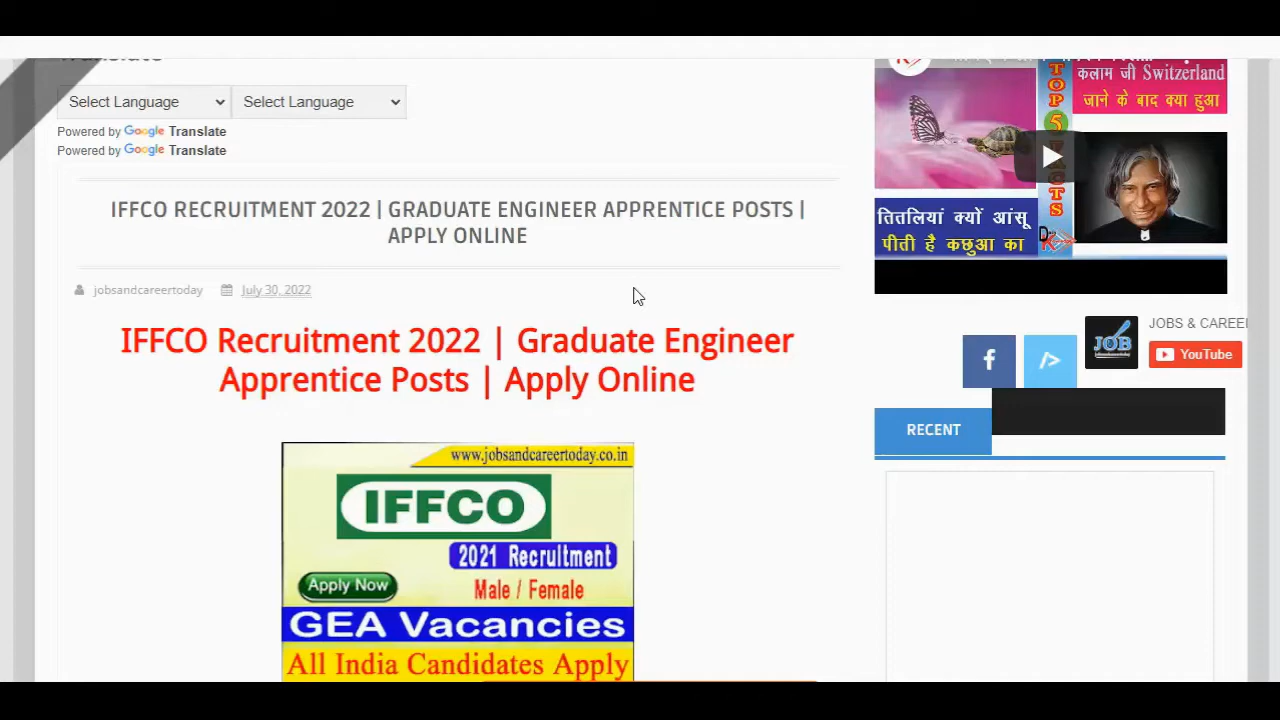 Translate
Select Language Select Language
Powered by Google Translate
Powered by Google Translate
IFFCO RECRUITMENT 2022 | GRADUATE ENGINEER APPRENTICE POSTS |
APPLY ONLINE
jobsandcareertoday July 30, 2022
IFFCO Recruitment 2022 | Graduate Engineer
Apprentice Posts | Apply Online
www.jobsandcareertoday.co.in
IFFCO
2021 Recruitment
Apply Now
Male / Female
GEA Vacancies
All India Candidates Apply
कलाम जी Switzerland
जाने के बाद क्या हुआ
TOP 5 FACTS
तितलियां क्यों आंसू
पीती है कछुआ का
JOBS & CAREE
JOB
YouTube
RECENT